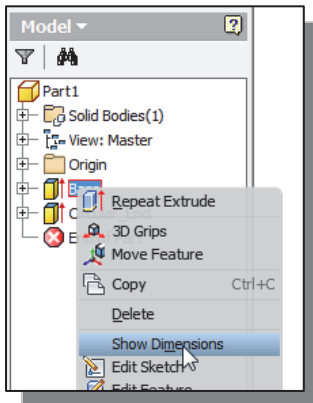 Model
Part1
Solid Bodies(1)
View: Master
Origin
Repeat Extrude
3D Grips
Move Feature
Copy Ctrl+C
Delete
Show Dimensions
Edit Sketch
Edit Feature